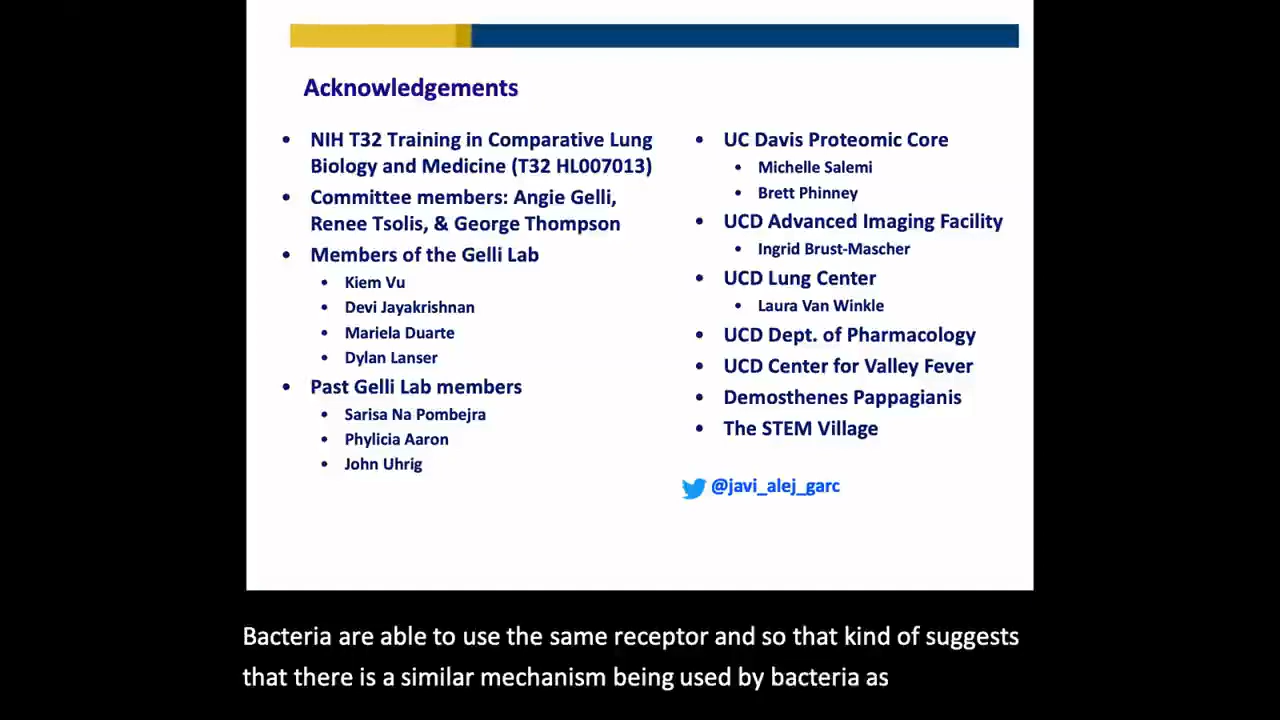 Acknowledgements
• NIH T32 Training in Comparative Lung
Biology and Medicine (T32 HL007013)
• Committee members: Angie Gelli,
Renee Tsolis, & George Thompson
• Members of the Gelli Lab
• Kiem Vu
• Devi Jayakrishnan
• Mariela Duarte
• Dylan Lanser
• Past Gelli Lab members
• Sarisa Na Pombejra
• Phylicia Aaron
• John Uhrig
• UC Davis Proteomic Core
• Michelle Salemi
• Brett Phinney
• UCD Advanced Imaging Facility
• Ingrid Brust-Mascher
• UCD Lung Center
• Laura Van Winkle
• UCD Dept. of Pharmacology
• UCD Center for Valley Fever
• Demosthenes Pappagianis
• The STEM Village
@javi_alej_garc
Bacteria are able to use the same receptor and so that kind of suggests
that there is a similar mechanism being used by bacteria as